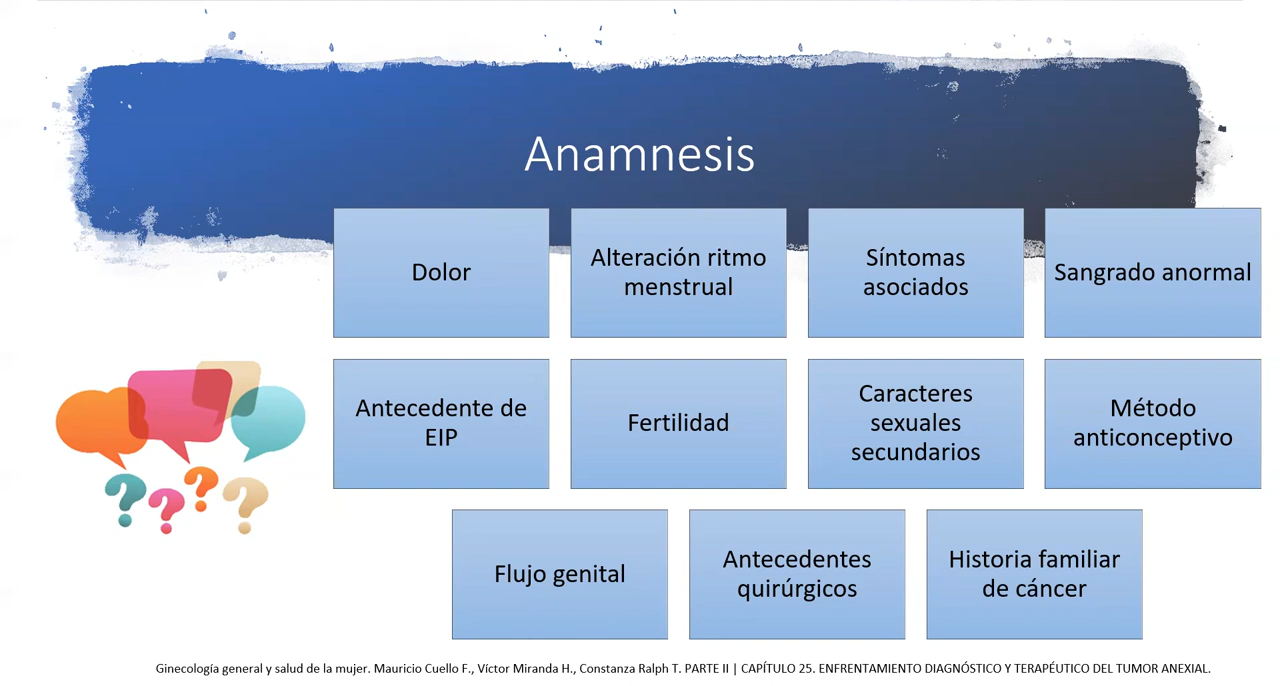 Anamnesis
Dolor
Alteración ritmo
menstrual
Síntomas
asociados
Sangrado anormal
Antecedente de
EIP
Fertilidad
Caracteres
sexuales
secundarios
Método
anticonceptivo
Flujo genital
Antecedentes
quirúrgicos
Historia familiar
de cáncer
Ginecología general y salud de la mujer. Mauricio Cuello F., Víctor Miranda H., Constanza Ralph T. PARTE II | CAPÍTULO 25. ENFRENTAMIENTO DIAGNÓSTICO Y TERAPÉUTICO DEL TUMOR ANEXIAL.